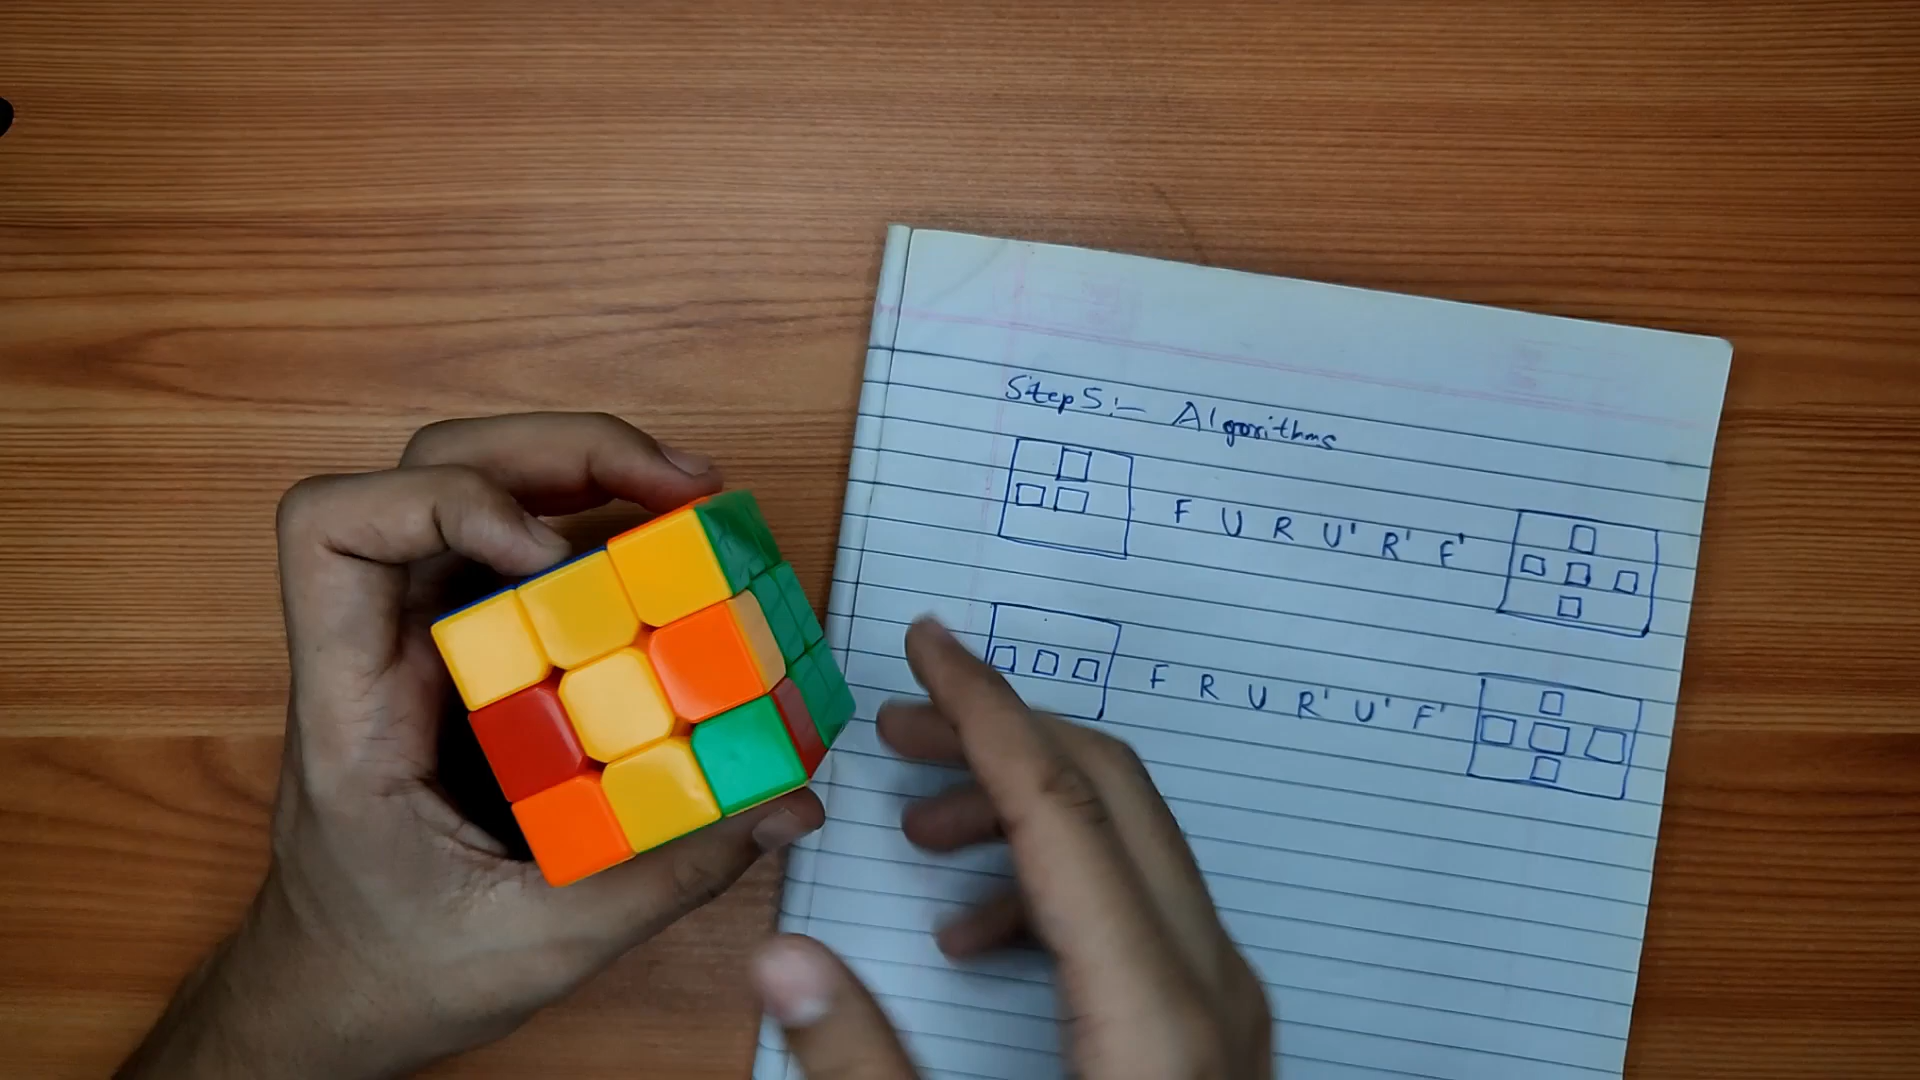 Step 5:- Algorithms
F U R U' R' F'
F R U R' U' F'